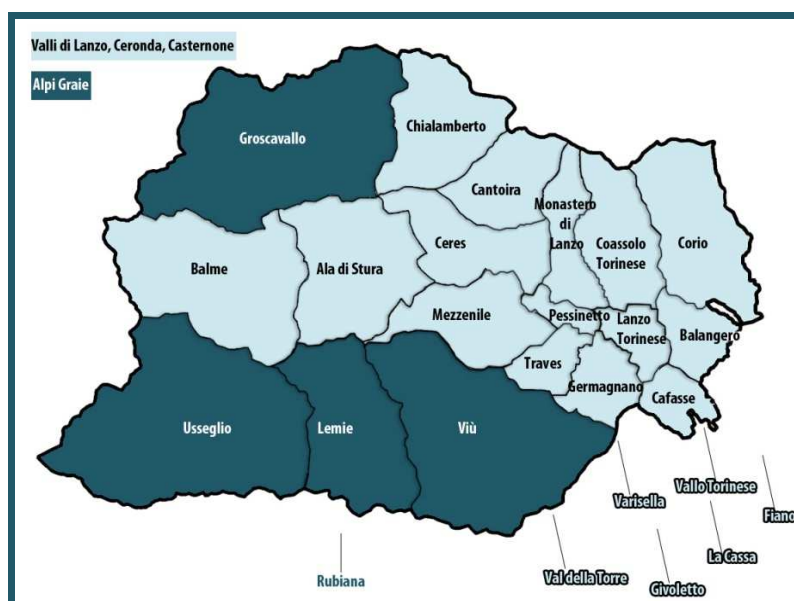 Valli di Lanzo, Ceronda, Casternone
Alpi Graie
Groscavallo
Chialamberto
Cantoira
Monastero
di
Lanzo
Coassolo
Torinese
Corio
Ceres
Balme
Ala di Stura
Mezzenile
Pessinetto
Lanzo
Torinese
Balangero
Traves
Germagnano
Cafasse
Usseglio
Lemie
Viù
Varisella
Vallo Torinese
Fiano
La Cassa
Rubiana
Val della Torre
Givoletto